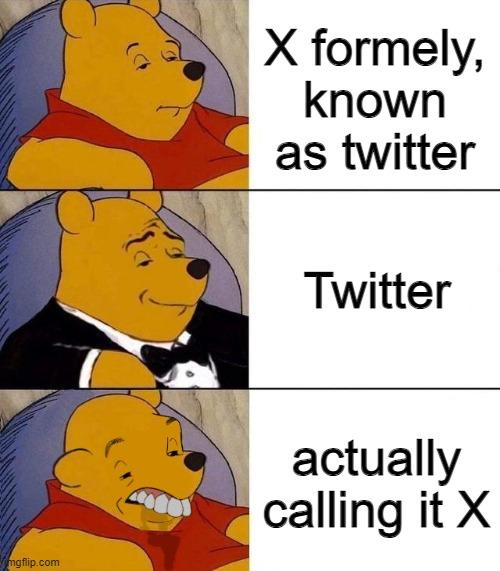 X formely,
known
as twitter
Twitter
actually
calling it X
imgflip.com